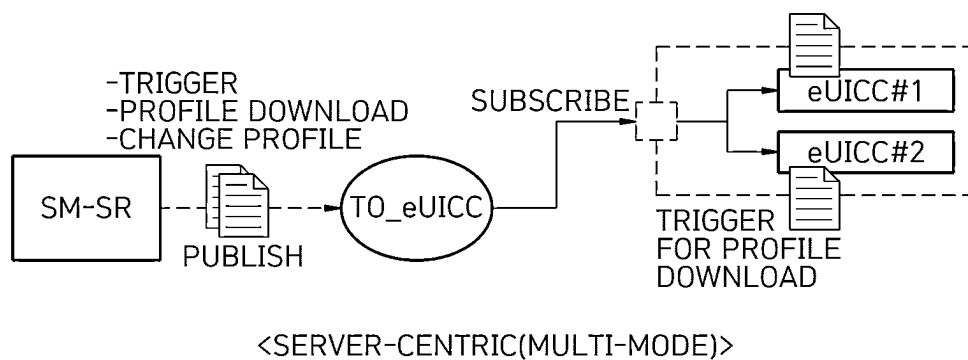 -TRIGGER
-PROFILE DOWNLOAD
-CHANGE PROFILE
SM-SR
PUBLISH
TO_eUICC
SUBSCRIBE
eUICC#1
eUICC#2
TRIGGER
FOR PROFILE
DOWNLOAD
<SERVER-CENTRIC(MULTI-MODE)>